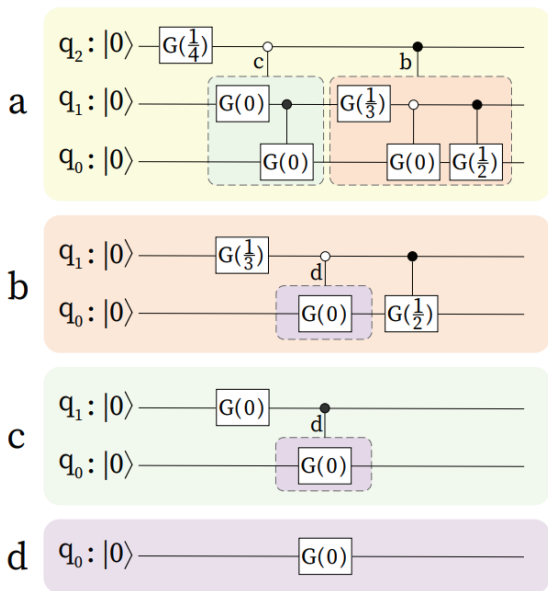 q₂ : |0⟩ G(1/4) c b
a q₁ : |0⟩ G(0) G(1/3)
q₀ : |0⟩ G(0) G(0) G(1/2)
q₁ : |0⟩ G(1/3) d
b
q₀ : |0⟩ G(0) G(1/2)
q₁ : |0⟩ G(0) d
c
q₀ : |0⟩ G(0)
d q₀ : |0⟩ G(0)